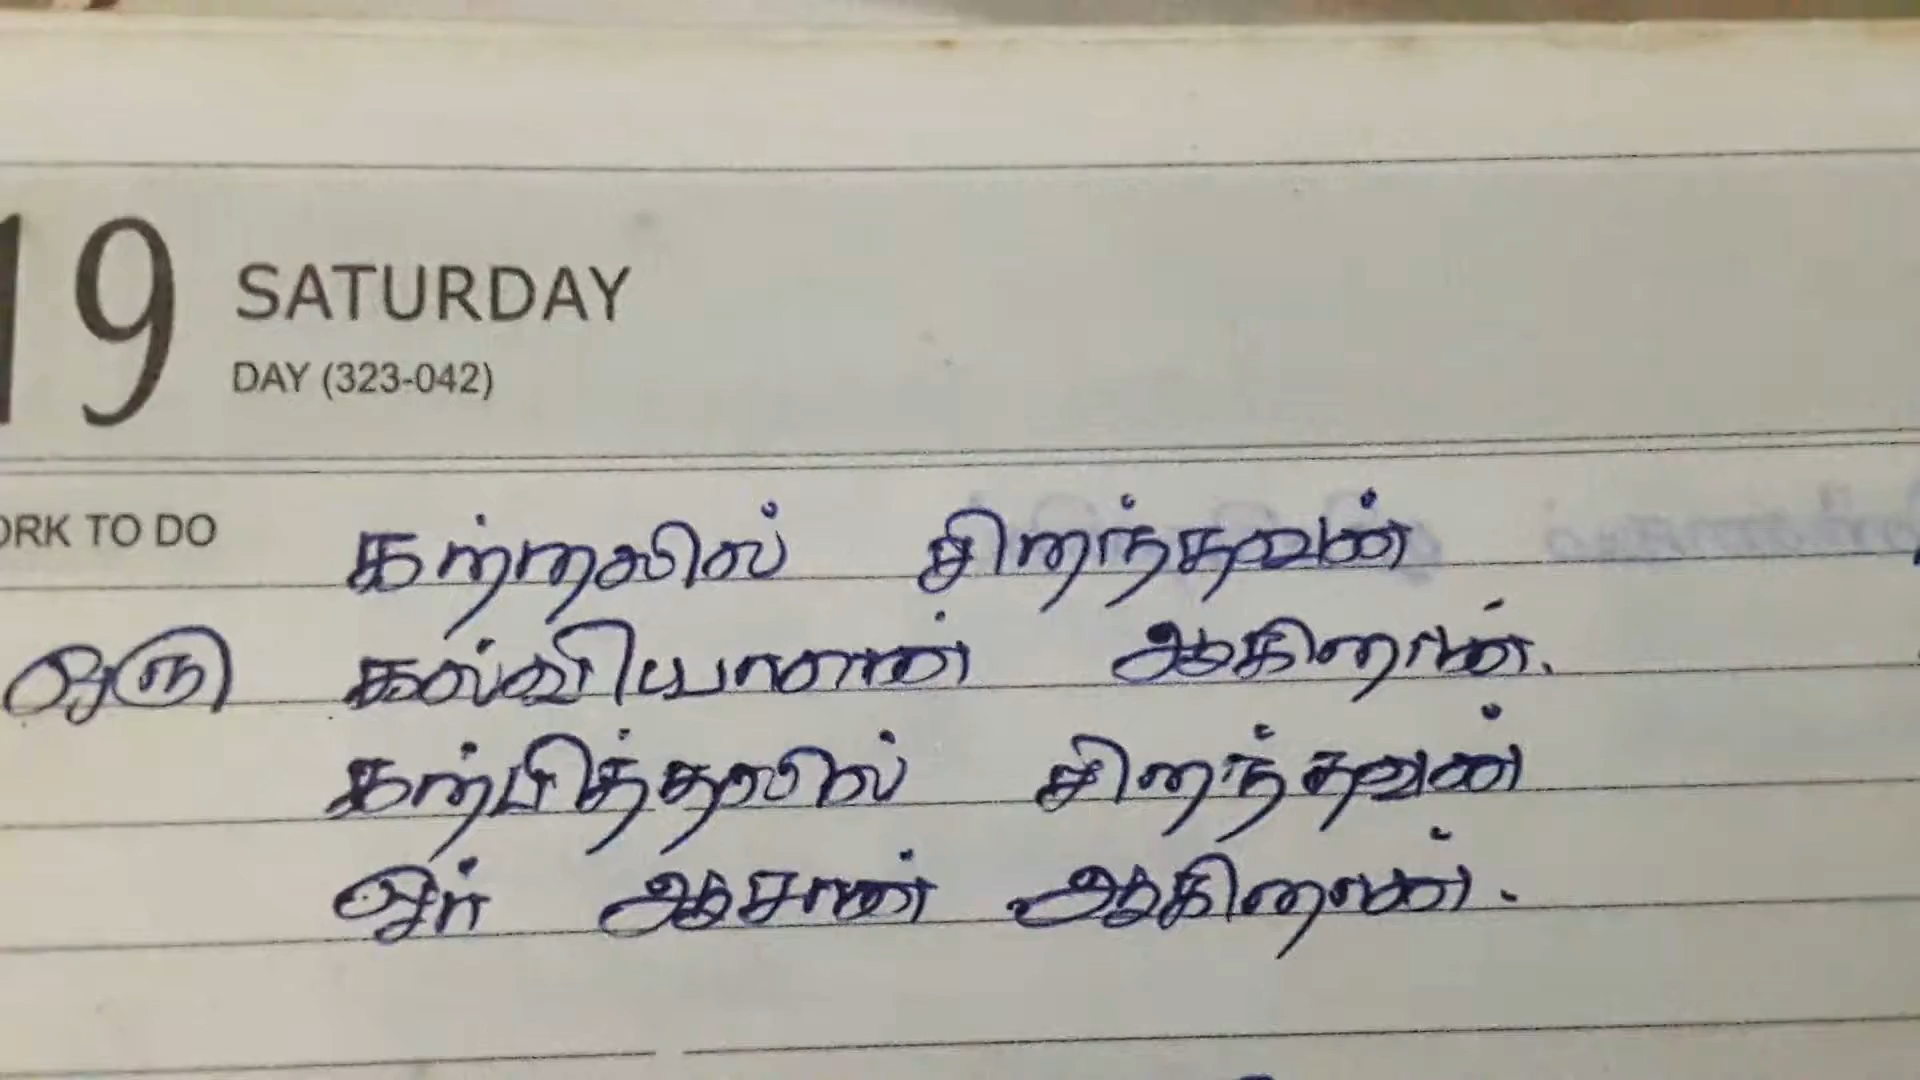 19 SATURDAY
DAY (323-042)
ORK TO DO கற்றலில் சிறந்தவன்
ஒரு கல்வியாளன் ஆகிறான்.
கற்பித்தலில் சிறந்தவன்
ஓர் ஆசான் ஆகிறான்.